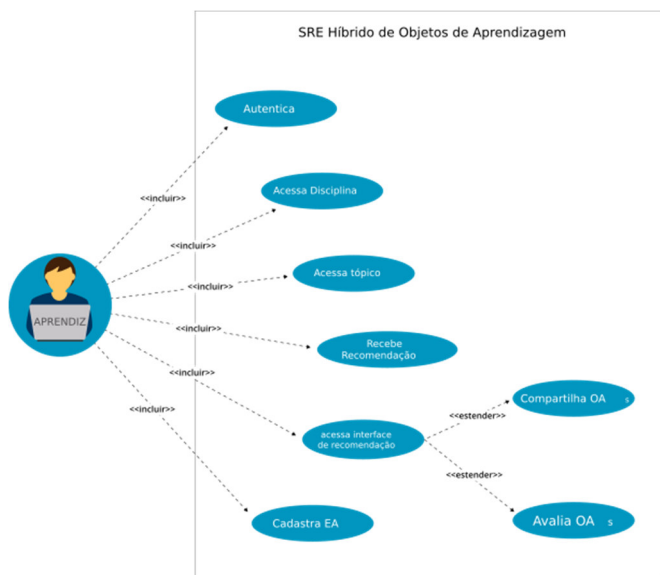 SRE Híbrido de Objetos de Aprendizagem
Autentica
<<incluir>>
Acessa Disciplina
<<incluir>>
Acessa tópico
<<incluir>>
APRENDIZ
<<incluir>>
Recebe
Recomendação
<<incluir>>
Compartilha OA s
<<estender>>
<<incluir>>
acessa interface
de recomendação
<<estender>>
Cadastra EA
Avalia OA s